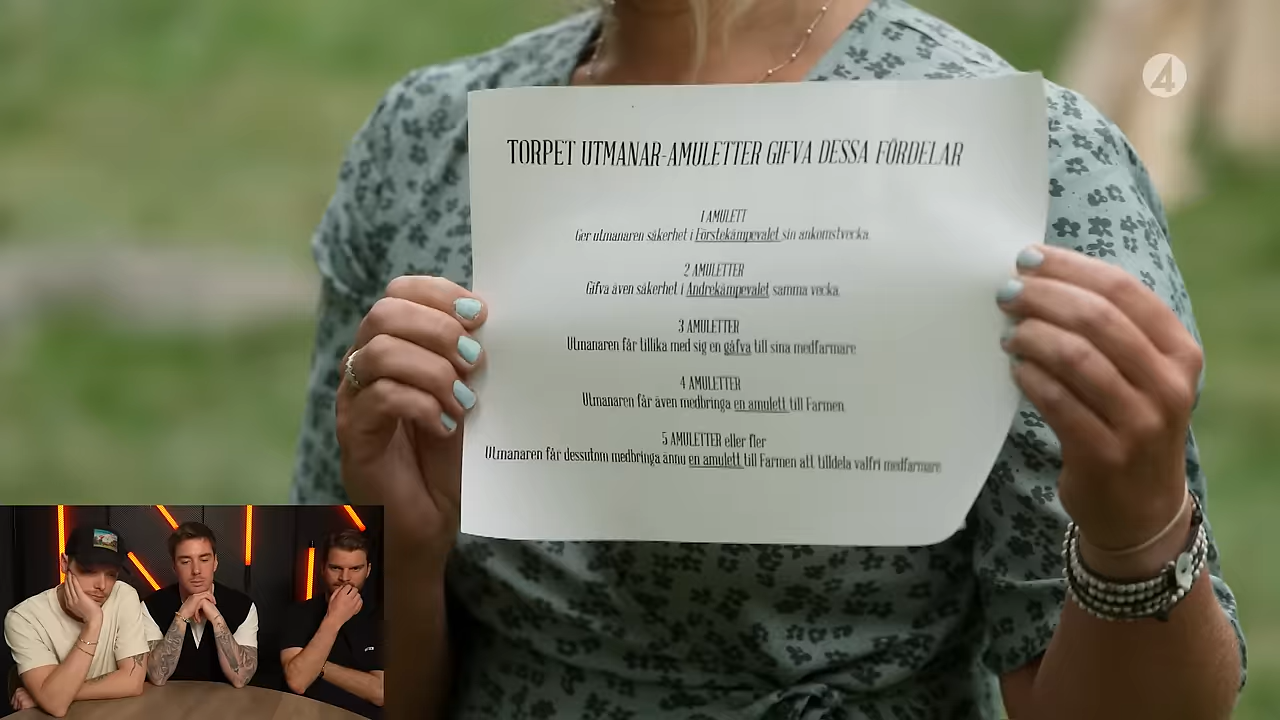 4
TORPET UTMANAR-AMULETTER GIFVA DESSA FÖRDELAR
1 AMULETT
Ger utmanaren säkerhet i Förstekämpevalet sin ankomstvecka.
2 AMULETTER
Gifva även säkerhet i Andrekämpevalet samma vecka.
3 AMULETTER
Utmanaren får tillika med sig en gåfva till sina medfarmare
4 AMULETTER
Utmanaren får även medbringa en amulett till Farmen.
5 AMULETTER eller fler
Utmanaren får dessutom medbringa ännu en amulett till Farmen att tilldela valfri medfarmare